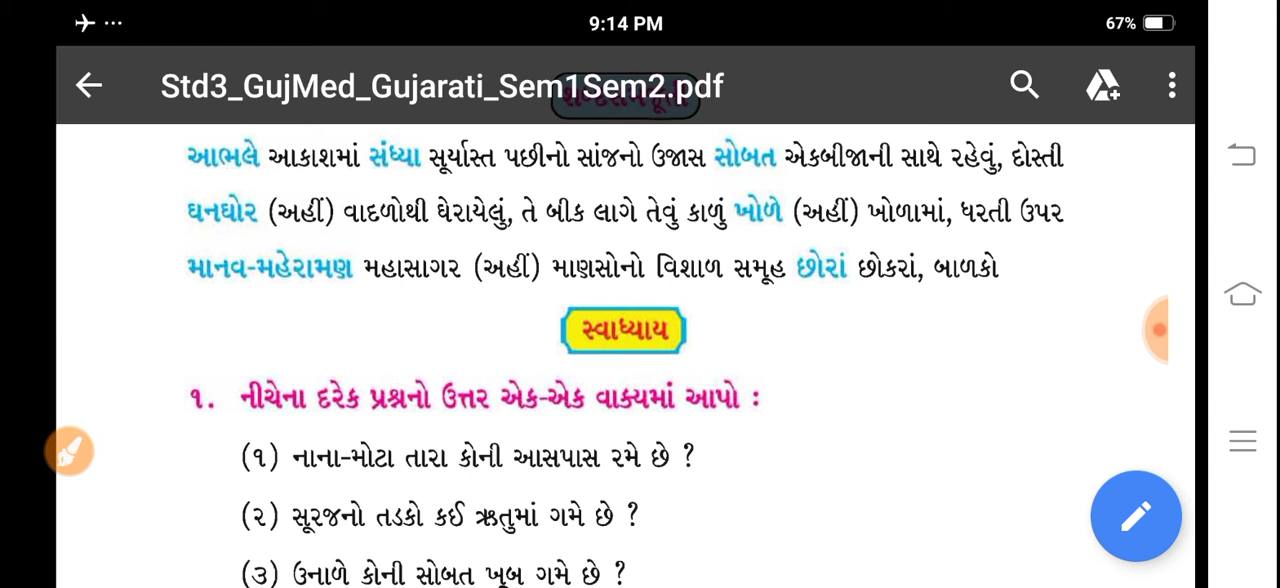 9:14 PM
67%
Std3_GujMed_Gujarati_Sem1Sem2.pdf
આભલે આકાશમાં સંધ્યા સૂર્યાસ્ત પછીનો સાંજનો ઉજાસ સોબત એકબીજાની સાથે રહેવું, દોસ્તી
ઘનઘોર (અહીં) વાદળોથી ઘેરાયેલું, તે બીક લાગે તેવું કાળું ખોળે (અહીં) ખોળામાં, ધરતી ઉપર
માનવ-મહેરામણ મહાસાગર (અહીં) માણસોનો વિશાળ સમૂહ છોરાં છોકરાં, બાળકો
સ્વાધ્યાય
૧. નીચેના દરેક પ્રશ્નનો ઉત્તર એક-એક વાક્યમાં આપો :
(૧) નાના-મોટા તારા કોની આસપાસ રમે છે ?
(૨) સૂરજનો તડકો કઈ ઋતુમાં ગમે છે ?
(૩) ઉનાળે કોની સોબત ખૂબ ગમે છે ?